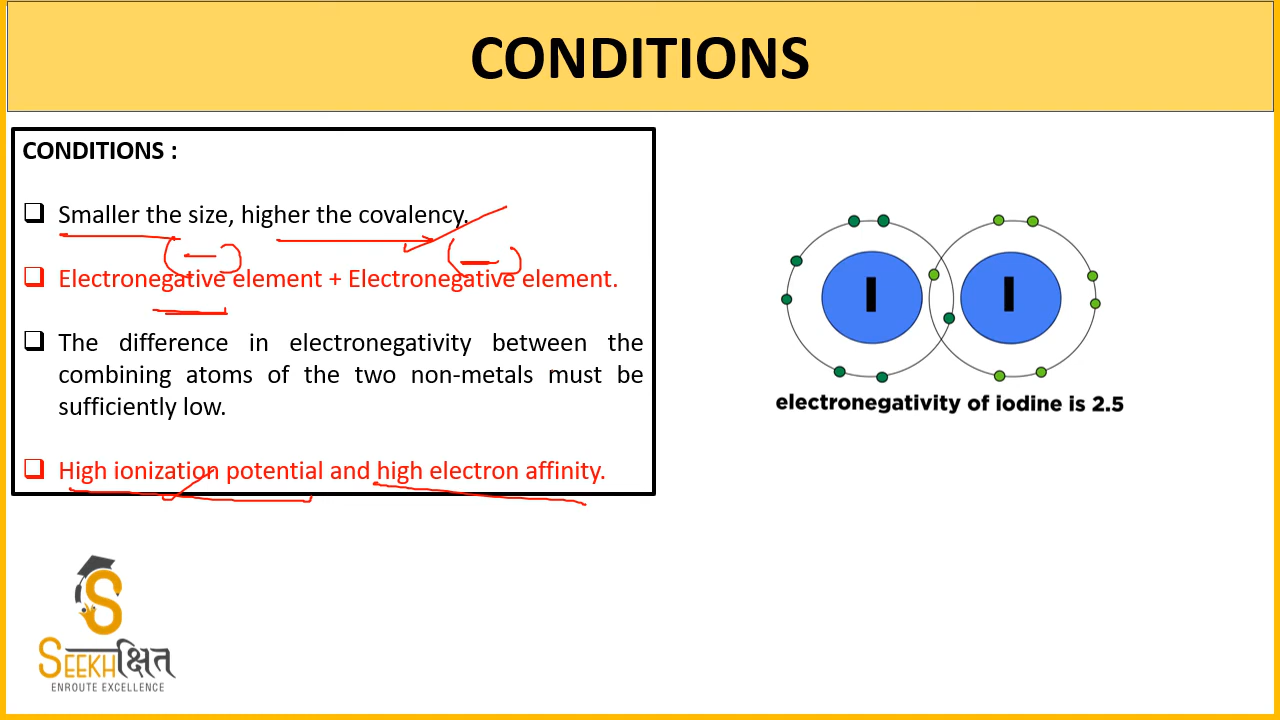 CONDITIONS
CONDITIONS :
Smaller the size, higher the covalency.
Electronegative element + Electronegative element.
The difference in electronegativity between the
combining atoms of the two non-metals must be
sufficiently low.
High ionization potential and high electron affinity.
I I
electronegativity of iodine is 2.5
S
SEEKHक्षित
ENROUTE EXCELLENCE